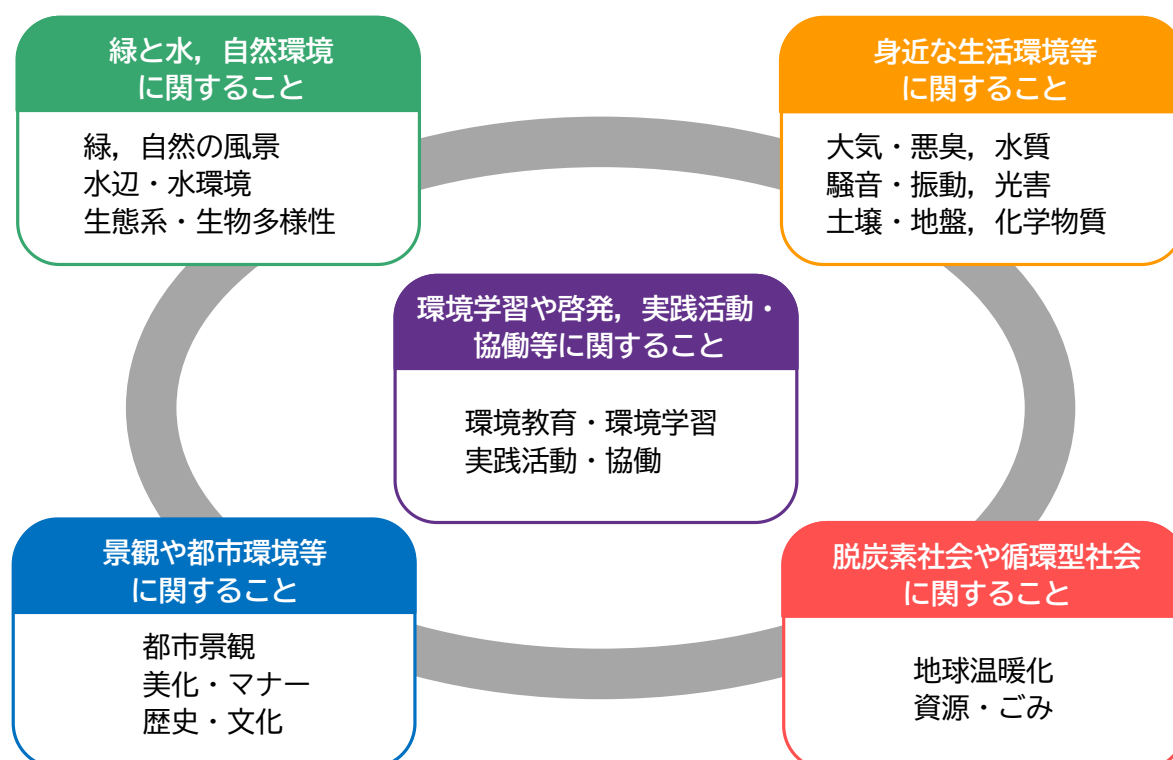 緑と水，自然環境
に関すること
緑，自然の風景
水辺・水環境
生態系・生物多様性
身近な生活環境等
に関すること
大気・悪臭，水質
騒音・振動，光害
土壌・地盤，化学物質
環境学習や啓発，実践活動・
協働等に関すること
環境教育・環境学習
実践活動・協働
景観や都市環境等
に関すること
都市景観
美化・マナー
歴史・文化
脱炭素社会や循環型社会
に関すること
地球温暖化
資源・ごみ